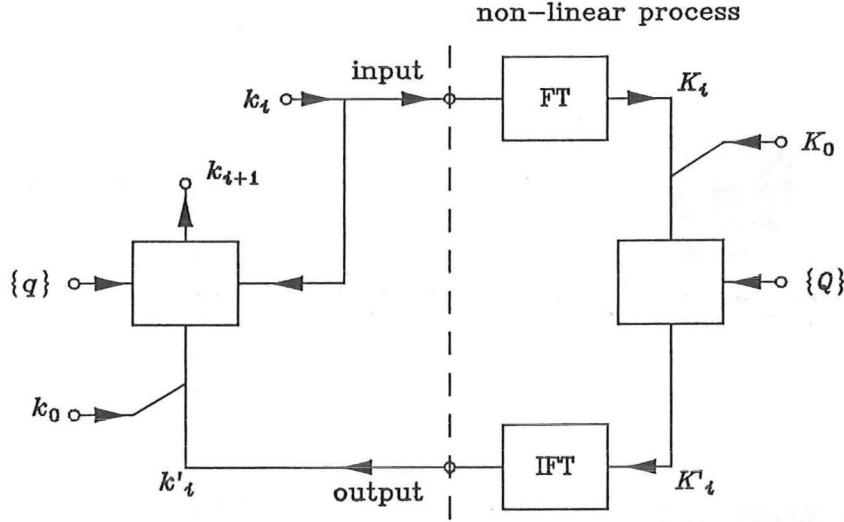 non-linear process
input
k_i
FT
K_i
K_0
k_{i+1}
{q}
{Q}
k_0
k'_i
output
IFT
K'_i